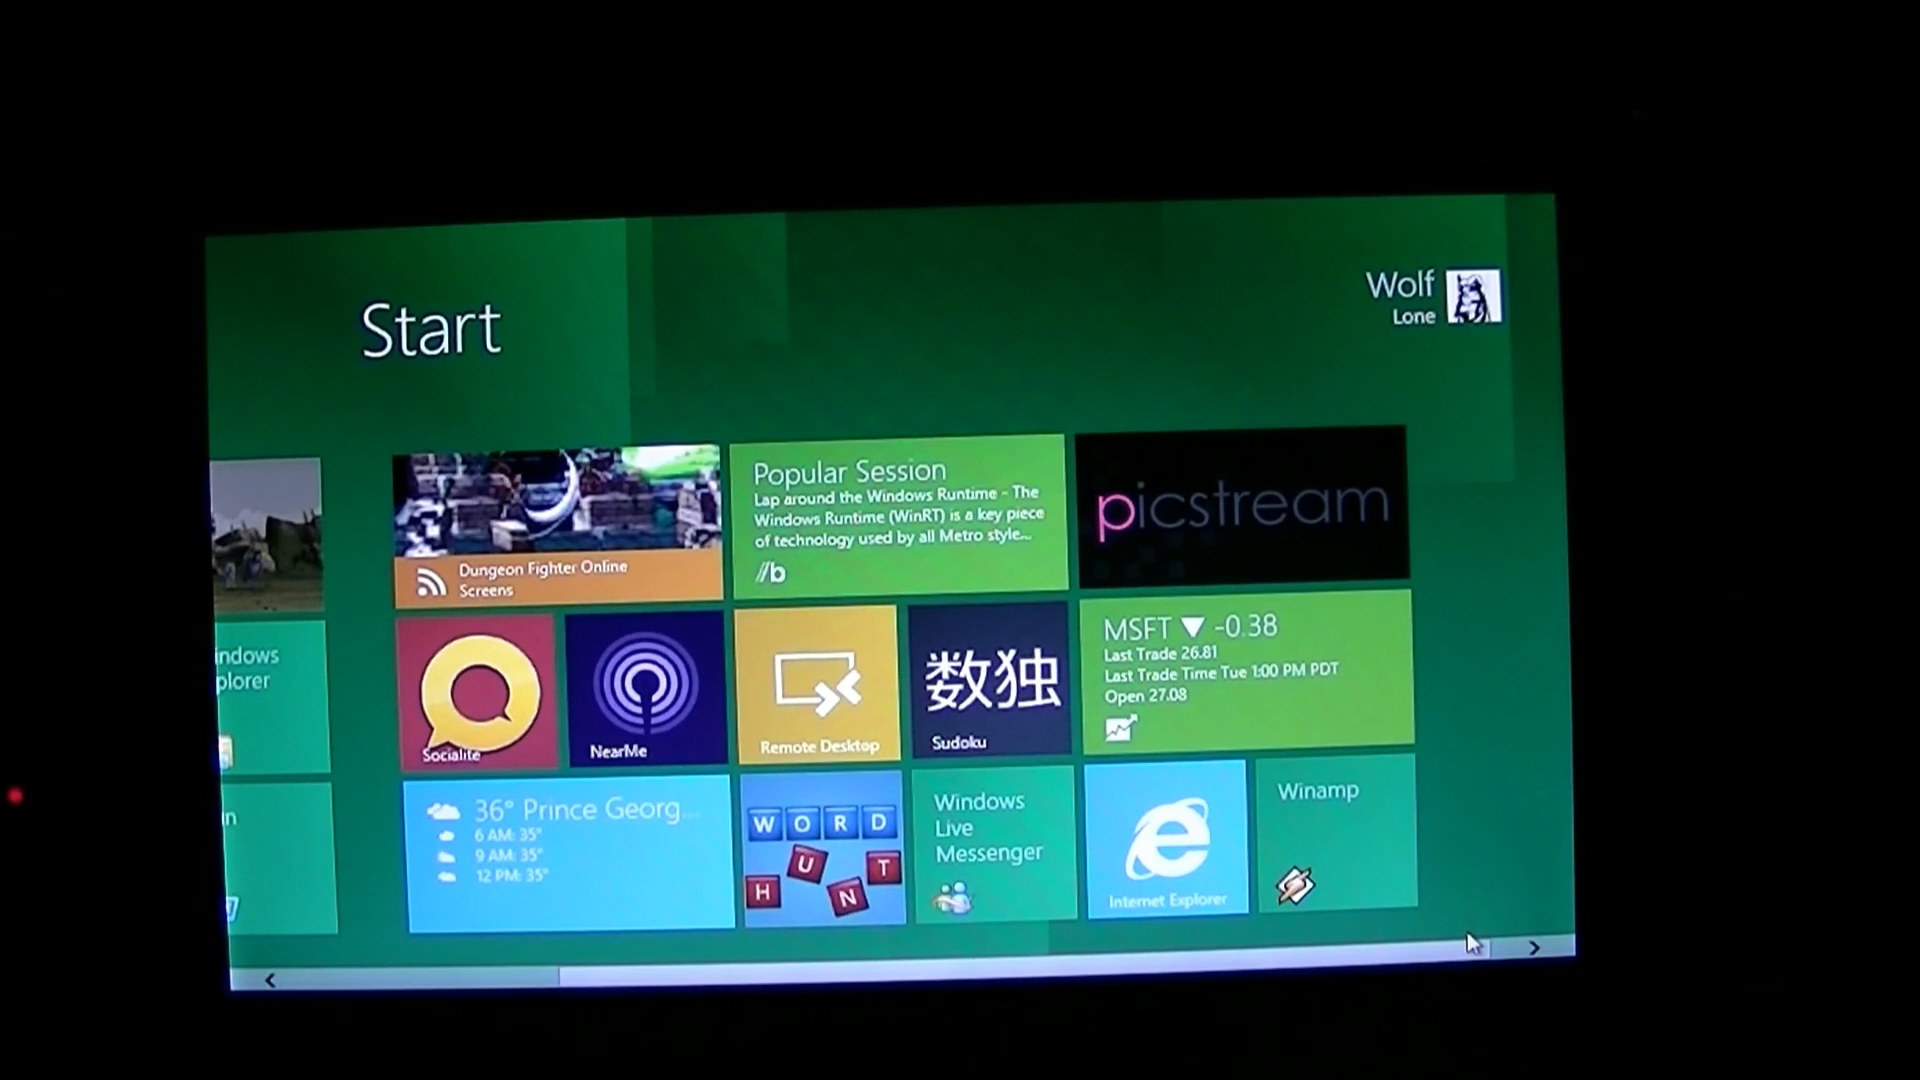 Start
Wolf
Lone
Dungeon Fighter Online
Screens
Popular Session
Lap around the Windows Runtime - The
Windows Runtime (WinRT) is a key piece
of technology used by all Metro style...
//b
picstream
indows
plorer
Socialite
NearMe
Remote Desktop
数独
Sudoku
MSFT ▼ -0.38
Last Trade 26.81
Last Trade Time Tue 1:00 PM PDT
Open 27.08
n
36° Prince Georg...
6 AM: 35°
9 AM: 35°
12 PM: 35°
WORD
HUNT
Windows
Live
Messenger
Internet Explorer
Winamp